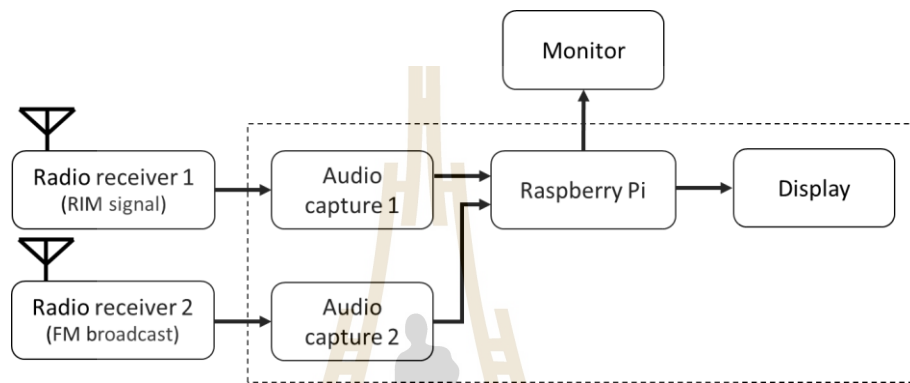 Monitor
Radio receiver 1
(RIM signal)
Audio
capture 1
Raspberry Pi
Display
Radio receiver 2
(FM broadcast)
Audio
capture 2